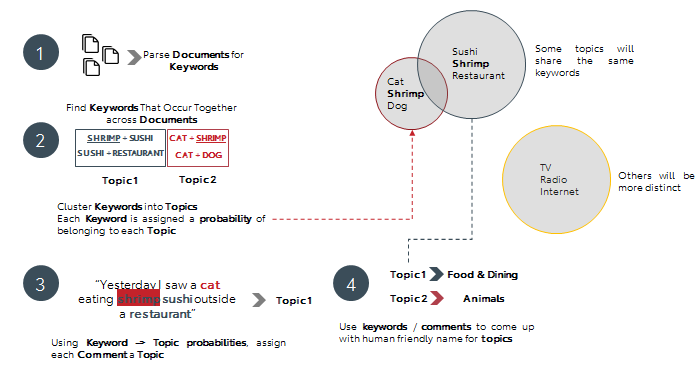 1
Parse Documents for
Keywords
Find Keywords That Occur Together
across Documents
2
SHRIMP + SUSHI
SUSHI + RESTAURANT
CAT + SHRIMP
CAT + DOG
Topic1
Topic2
Cluster Keywords into Topics
Each Keyword is assigned a probability of
belonging to each Topic
Sushi
Shrimp
Restaurant
Cat
Shrimp
Dog
Some topics will
share the same
keywords
TV
Radio
Internet
Others will be
more distinct
3
"Yesterday I saw a cat
eating shrimp sushi outside
a restaurant"
Topic1
Using Keyword -> Topic probabilities, assign
each Comment a Topic
4
Topic1
Food & Dining
Topic2
Animals
Use keywords / comments to come up
with human friendly name for topics